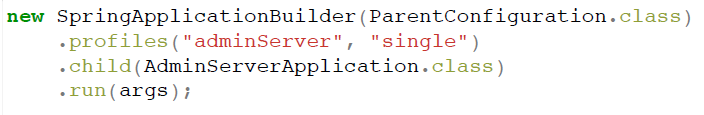 new SpringApplicationBuilder(ParentConfiguration.class)
    .profiles("adminServer", "single")
    .child(AdminServerApplication.class)
    .run(args);